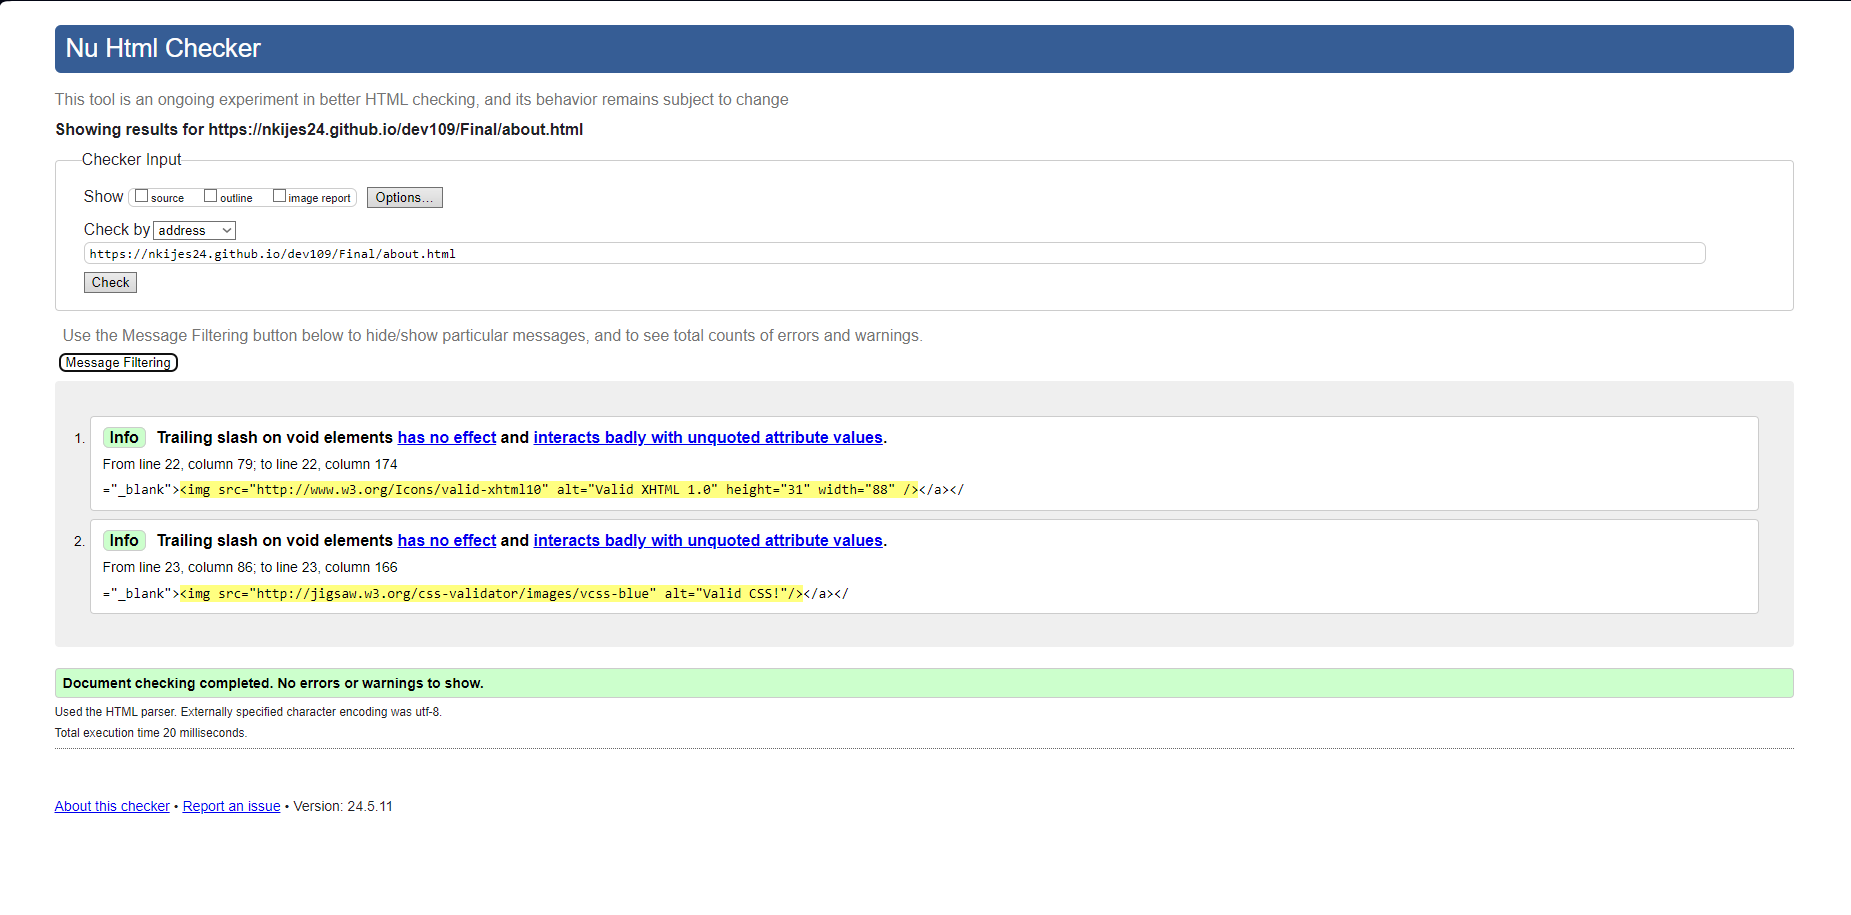 Nu Html Checker
This tool is an ongoing experiment in better HTML checking, and its behavior remains subject to change
Showing results for https://nkijes24.github.io/dev109/Final/about.html
Checker Input
Show source outline image report Options...
Check by address
https://nkijes24.github.io/dev109/Final/about.html
Check
Use the Message Filtering button below to hide/show particular messages, and to see total counts of errors and warnings.
Message Filtering
1. Info Trailing slash on void elements has no effect and interacts badly with unquoted attribute values.
From line 22, column 79; to line 22, column 174
="_blank"><img src="http://www.w3.org/Icons/valid-xhtml10" alt="Valid XHTML 1.0" height="31" width="88" /></a></
2. Info Trailing slash on void elements has no effect and interacts badly with unquoted attribute values.
From line 23, column 86; to line 23, column 166
="_blank"><img src="http://jigsaw.w3.org/css-validator/images/vcss-blue" alt="Valid CSS!"/></a></
Document checking completed. No errors or warnings to show.
Used the HTML parser. Externally specified character encoding was utf-8.
Total execution time 20 milliseconds.
About this checker • Report an issue • Version: 24.5.11